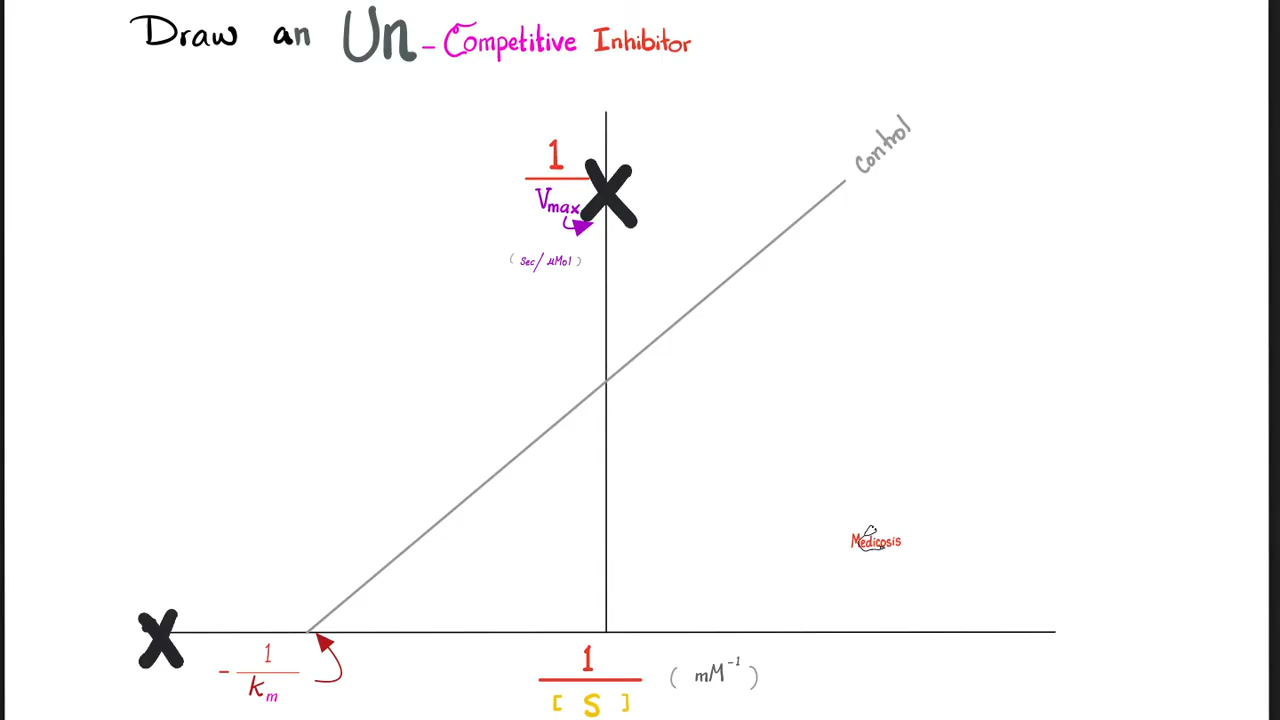 Draw an Un-Competitive Inhibitor
Control
1
Vmax
(Sec/μMol)
Medicosis
- 1
Km
1
[S]
(mM⁻¹)